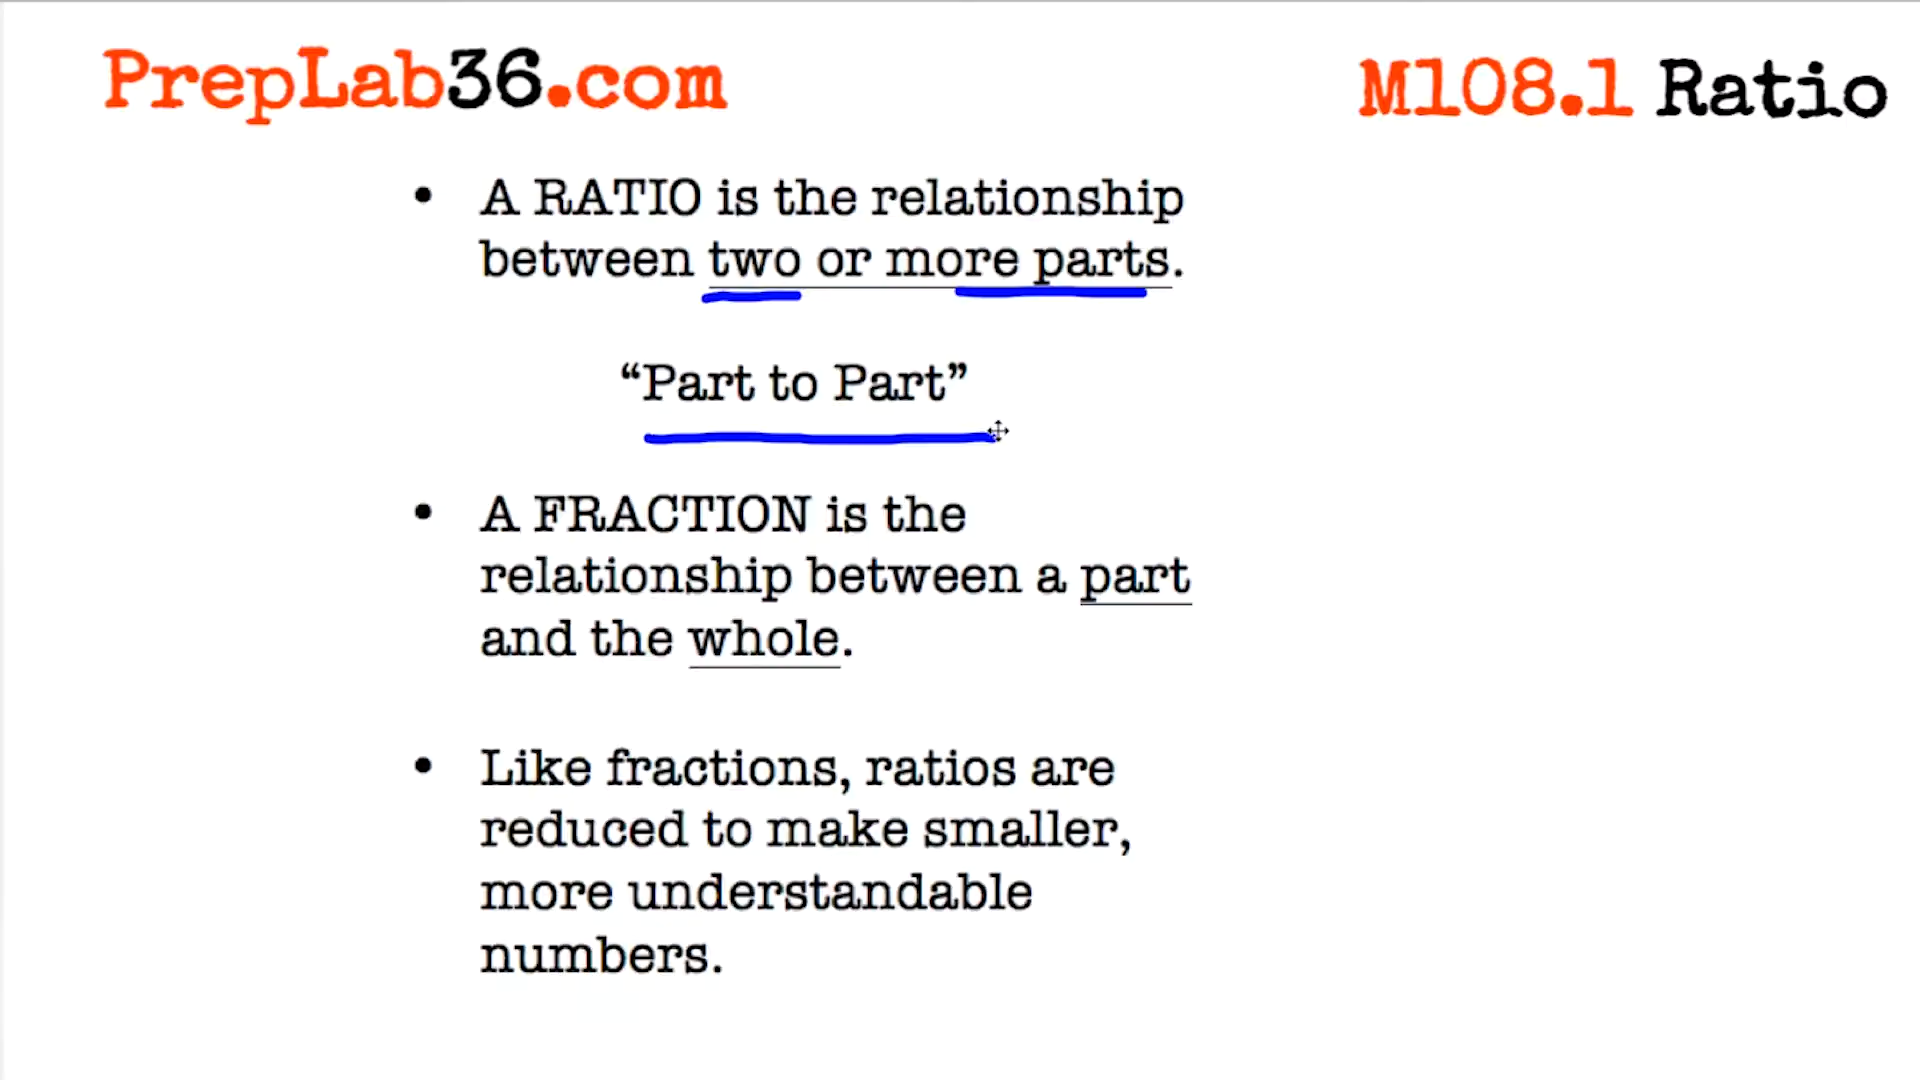 PrepLab36.com
M108.1 Ratio
• A RATIO is the relationship
between two or more parts.
“Part to Part”
• A FRACTION is the
relationship between a part
and the whole.
• Like fractions, ratios are
reduced to make smaller,
more understandable
numbers.